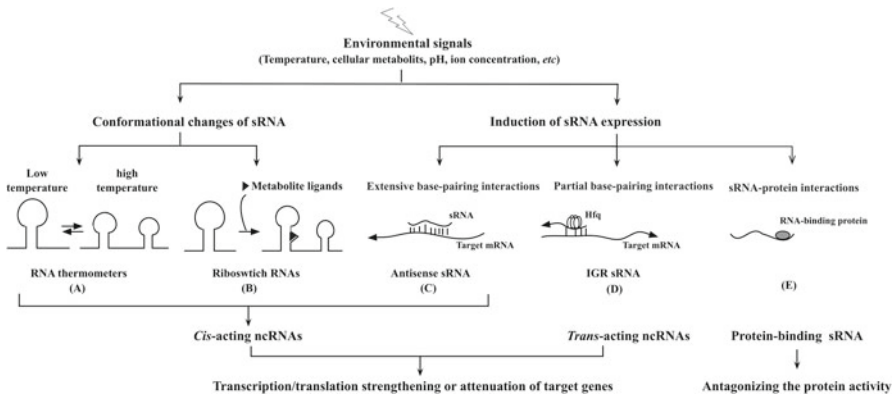 Environmental signals
(Temperature, cellular metabolits, pH, ion concentration, etc)
Conformational changes of sRNA
Induction of sRNA expression
Low temperature
high temperature
Metabolite ligands
Extensive base-pairing interactions
Partial base-pairing interactions
sRNA-protein interactions
sRNA
Target mRNA
Hfq
Target mRNA
RNA-binding protein
RNA thermometers
(A)
Riboswtich RNAs
(B)
Antisense sRNA
(C)
IGR sRNA
(D)
(E)
Cis-acting ncRNAs
Trans-acting ncRNAs
Protein-binding sRNA
Transcription/translation strengthening or attenuation of target genes
Antagonizing the protein activity